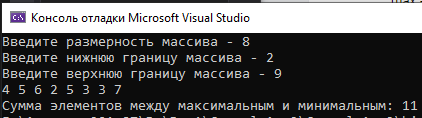 Консоль отладки Microsoft Visual Studio
Введите размерность массива - 8
Введите нижнюю границу массива - 2
Введите верхнюю границу массива - 9
4 5 6 2 5 3 3 7
Сумма элементов между максимальным и минимальным: 11